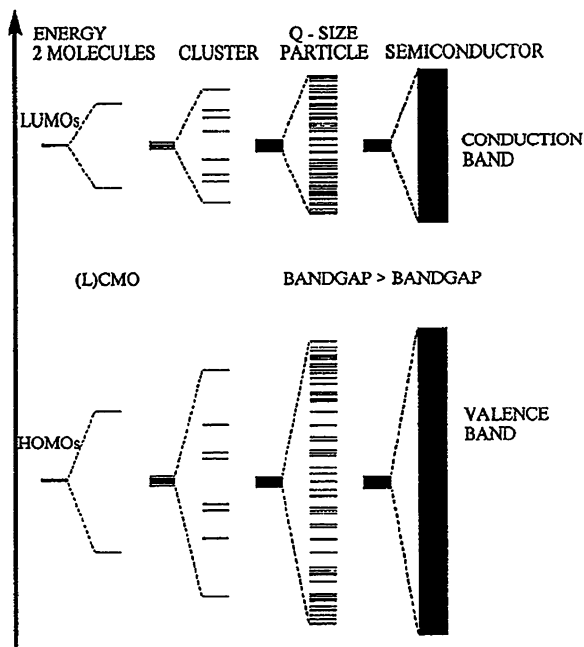 ENERGY
2 MOLECULES
CLUSTER
Q - SIZE
PARTICLE
SEMICONDUCTOR
LUMOs
CONDUCTION
BAND
(L)CMO
BANDGAP > BANDGAP
HOMOs
VALENCE
BAND